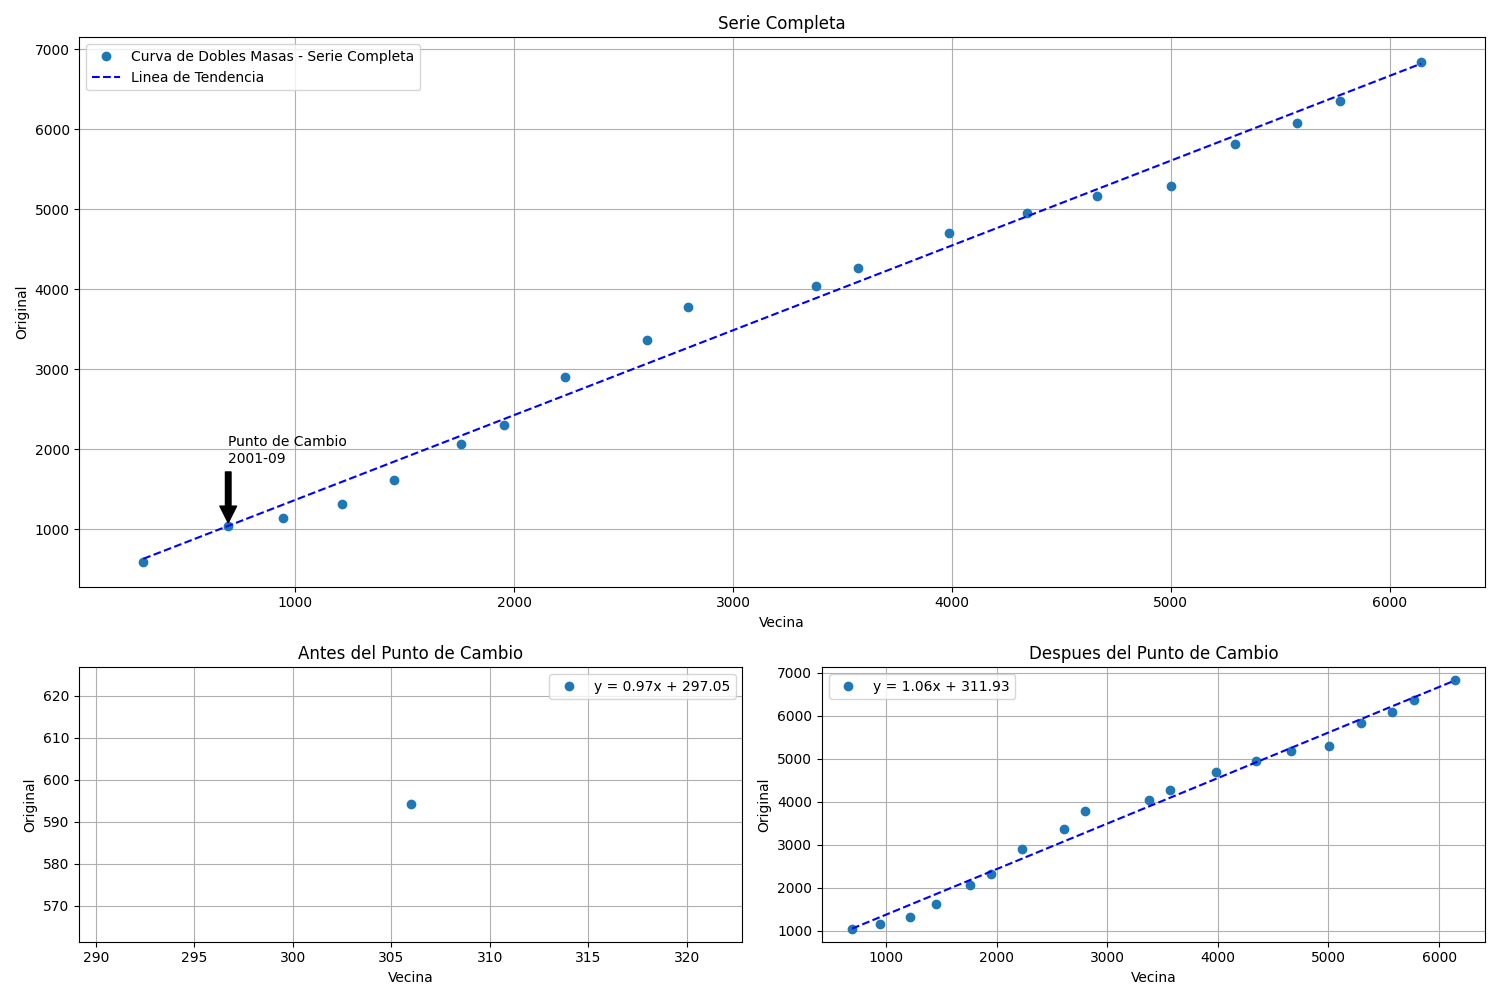 Serie Completa
Curva de Dobles Masas - Serie Completa
Linea de Tendencia
7000
6000
5000
4000
3000
2000
1000
Original
Punto de Cambio
2001-09
1000 2000 3000 4000 5000 6000
Vecina
Antes del Punto de Cambio
y = 0.97x + 297.05
620
610
600
590
580
570
Original
290 295 300 305 310 315 320
Vecina
Despues del Punto de Cambio
y = 1.06x + 311.93
7000
6000
5000
4000
3000
2000
1000
Original
1000 2000 3000 4000 5000 6000
Vecina